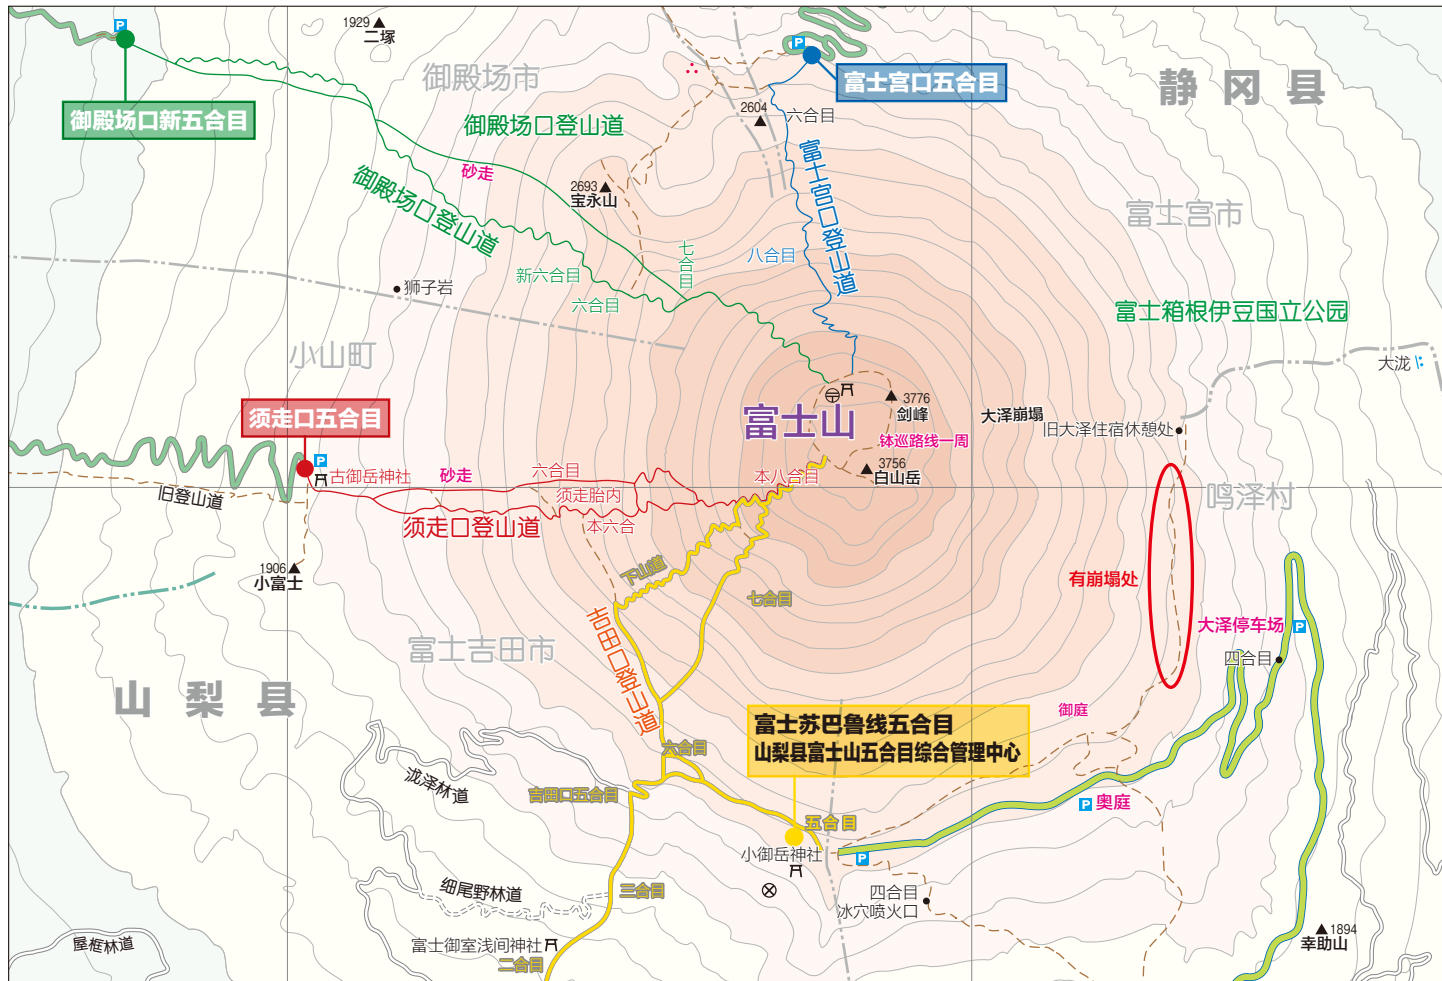 1929
二塚
P
P
御殿场市
富士宫口五合目
静冈县
御殿场口新五合目
2604
六合目
御殿场口登山道
富士宫口登山道
砂走
御殿场口登山道
2693
宝永山
富士宫市
七合目
八合目
新六合目
狮子岩
六合目
富士箱根伊豆国立公园
小山町
大泷
3776
剑峰
富士山
大泽崩塌
须走口五合目
旧大泽住宿休憩处
钵巡路线一周
P
3756
白山岳
古御岳神社
砂走
六合目
本八合目
旧登山道
须走胎内
鸣泽村
须走口登山道
本六合
1906
小富士
下山道
有崩塌处
七合目
吉田口登山道
大泽停车场
P
富士吉田市
四合目
山梨县
御庭
富士苏巴鲁线五合目
山梨县富士山五合目综合管理中心
六合目
泷泽林道
吉田口五合目
P
奥庭
五合目
小御岳神社
P
细尾野林道
三合目
四合目
冰穴喷火口
1894
幸助山
屋框林道
富士御室浅间神社
二合目